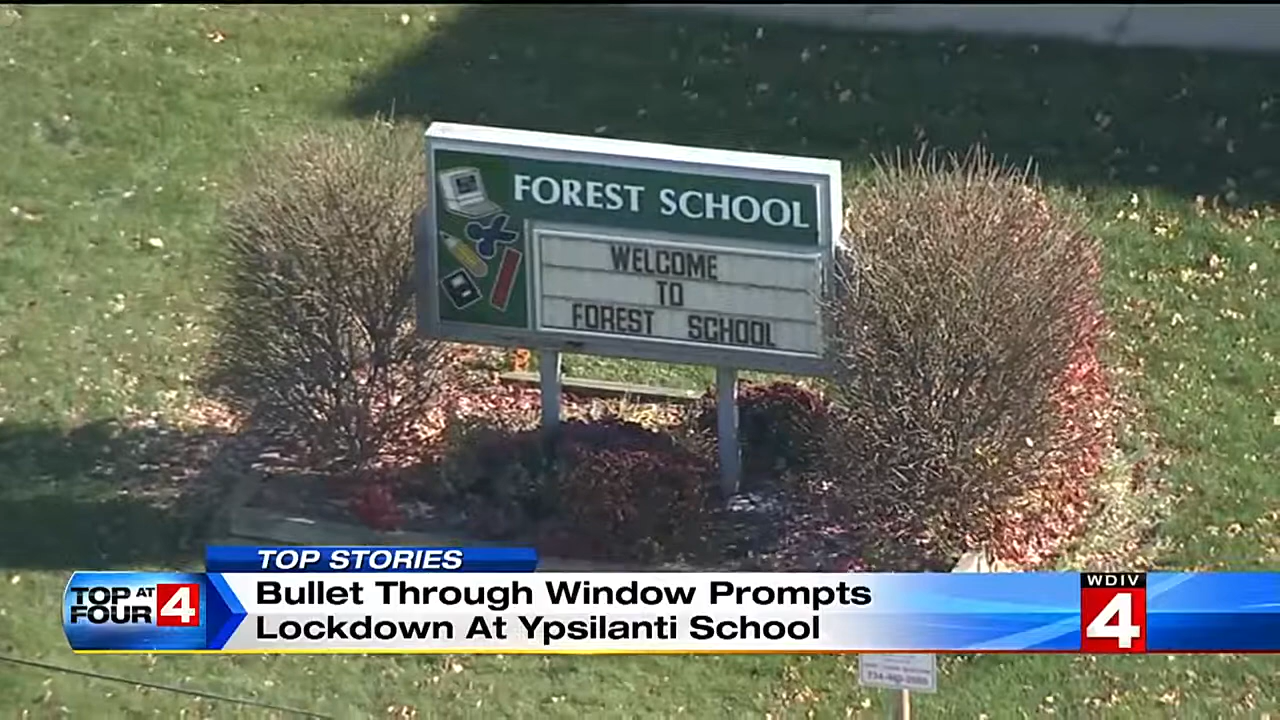 FOREST SCHOOL
WELCOME
TO
FOREST SCHOOL
TOP STORIES
TOP AT
FOUR 4
Bullet Through Window Prompts
Lockdown At Ypsilanti School
WDIV
4